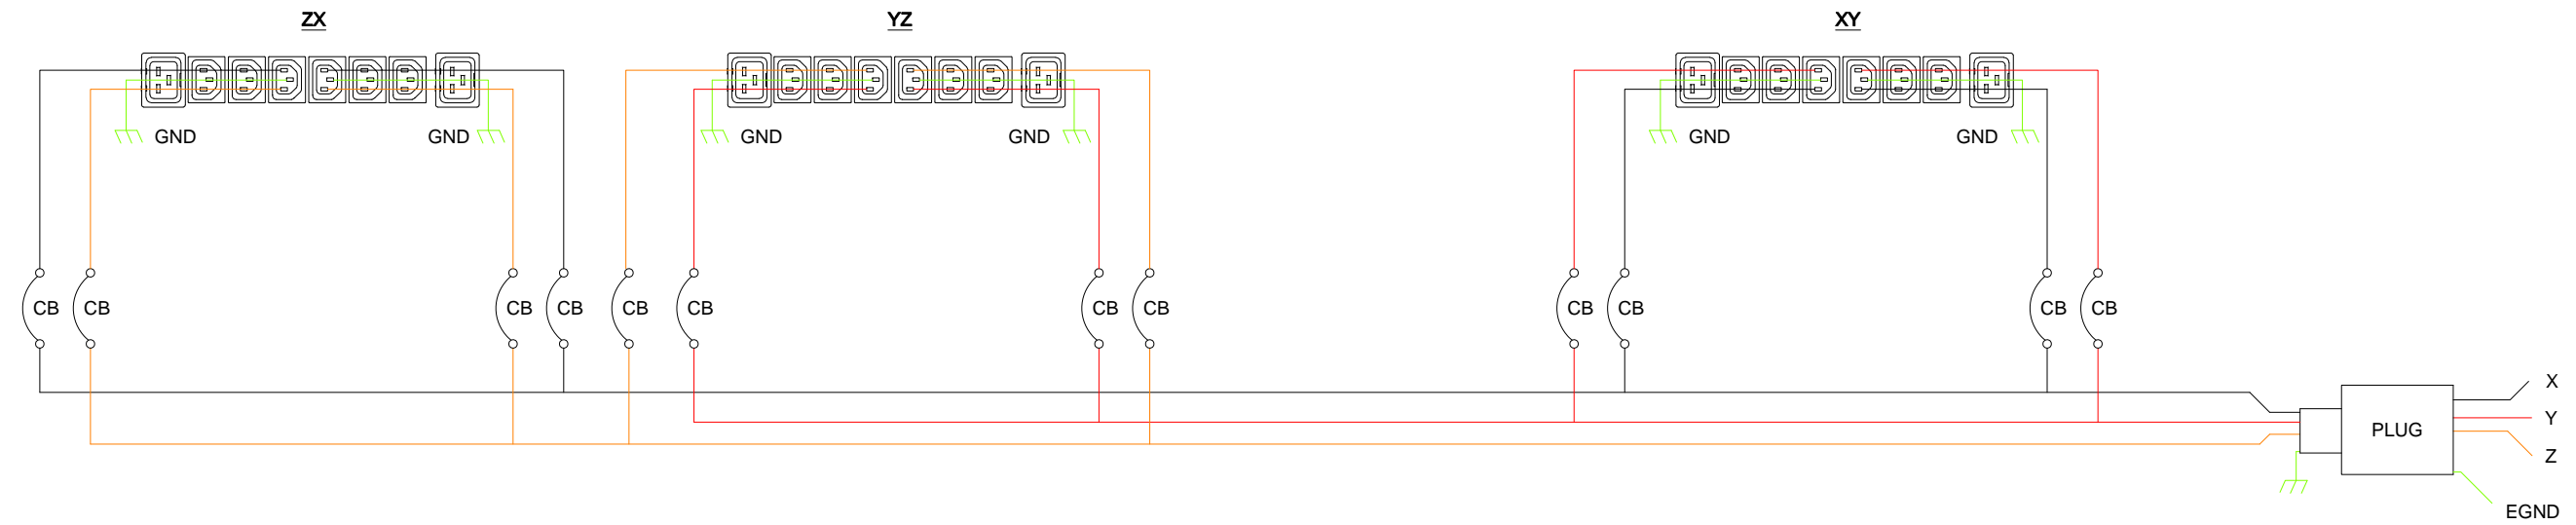 ZX YZ XY
GND GND GND GND GND GND
CB CB CB CB CB CB CB CB CB CB CB CB
X
Y
PLUG
Z
EGND